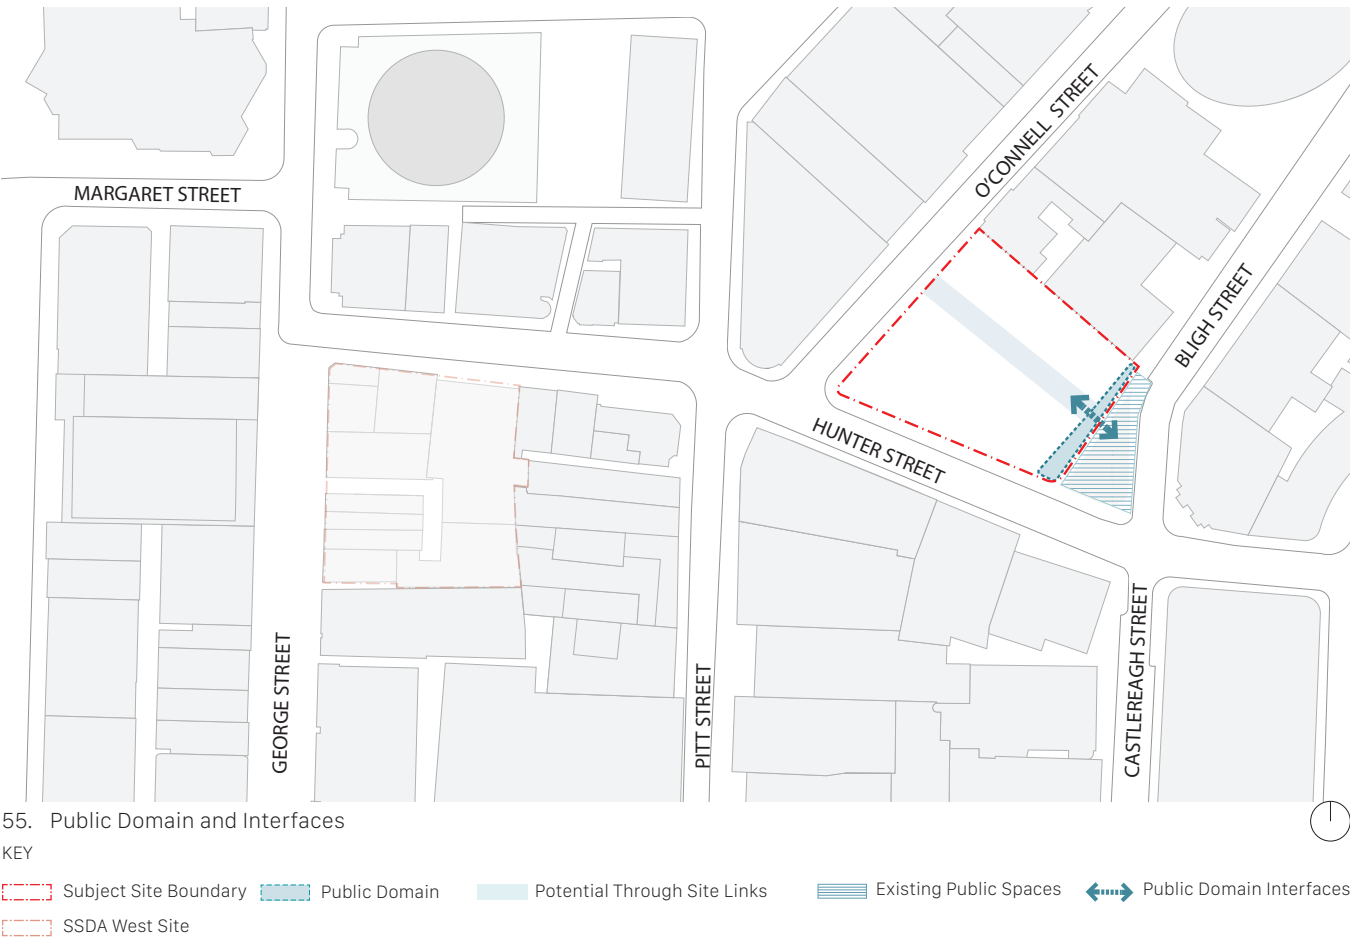 O'CONNELL STREET
MARGARET STREET
BLIGH STREET
HUNTER STREET
CASTLEREAGH STREET
GEORGE STREET
PITT STREET
55. Public Domain and Interfaces
KEY
Subject Site Boundary
Public Domain
Potential Through Site Links
Existing Public Spaces
Public Domain Interfaces
SSDA West Site